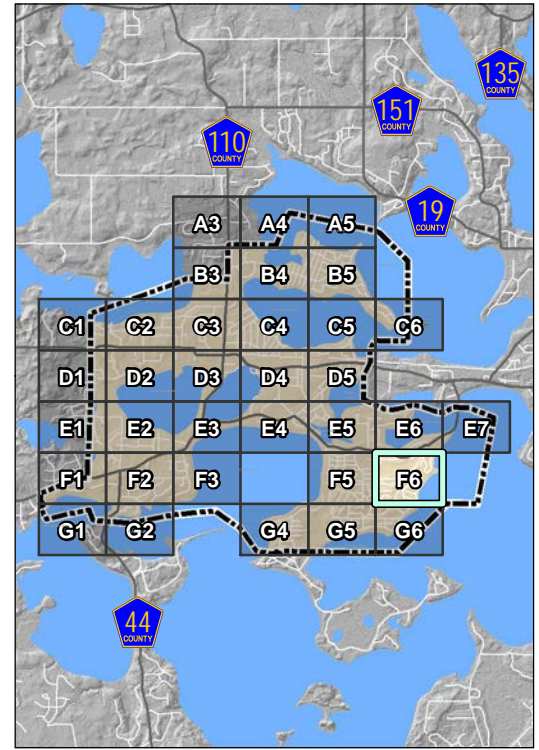 135
COUNTY
151
COUNTY
110
COUNTY
19
COUNTY
A3 A4 A5
B3 B4 B5
C1 C2 C3 C4 C5 C6
D1 D2 D3 D4 D5
E1 E2 E3 E4 E5 E6 E7
F1 F2 F3 F5 F6
G1 G2 G4 G5 G6
44
COUNTY